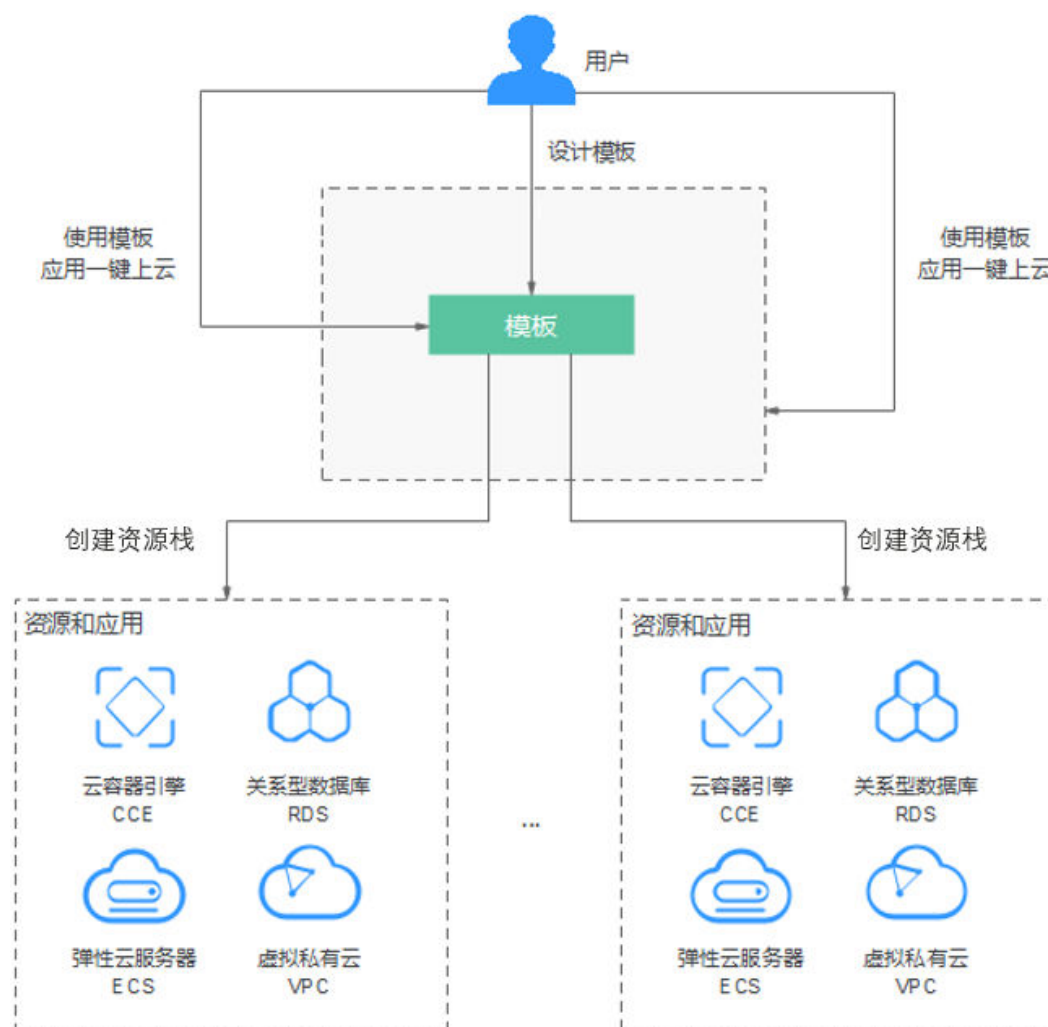 用户
设计模板
使用模板
应用一键上云
使用模板
应用一键上云
模板
创建资源栈
创建资源栈
资源和应用
云容器引擎
CCE
关系型数据库
RDS
弹性云服务器
ECS
虚拟私有云
VPC
...
资源和应用
云容器引擎
CCE
关系型数据库
RDS
弹性云服务器
ECS
虚拟私有云
VPC